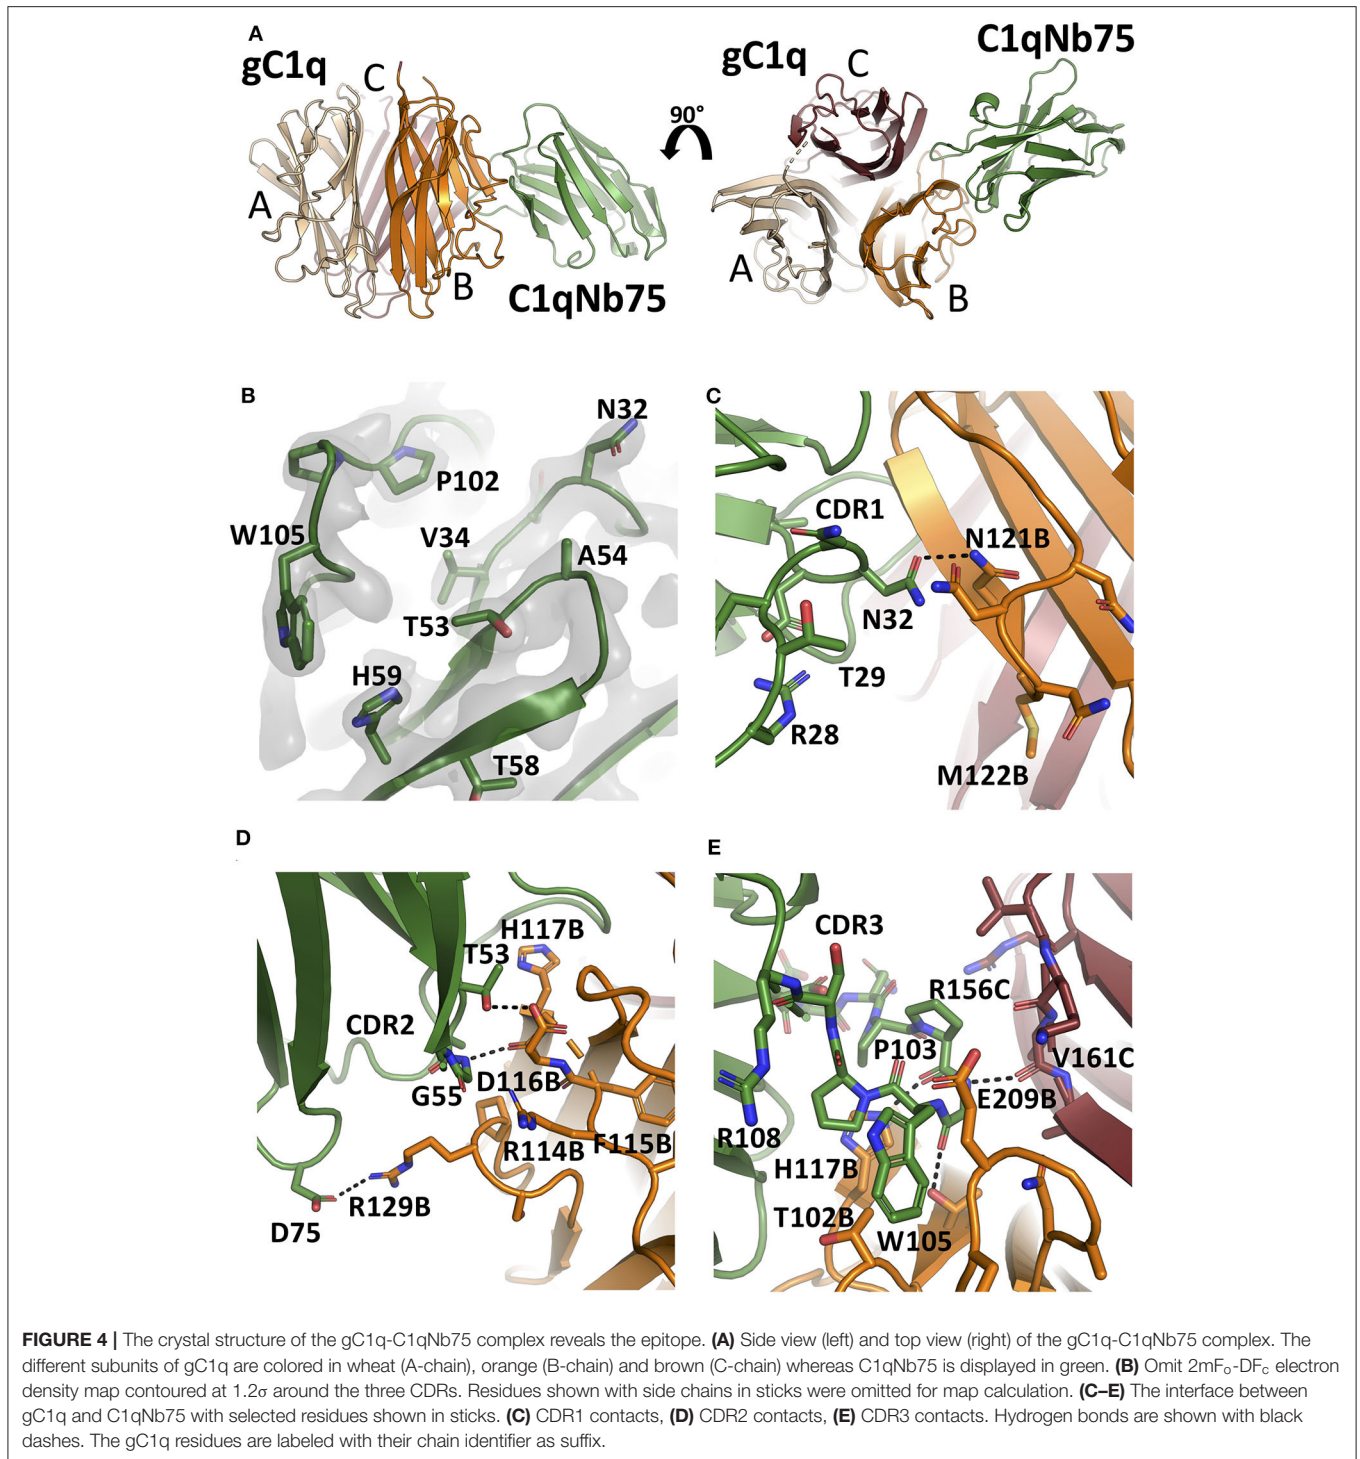 A
gC1q
C
A
B
C1qNb75
90°
gC1q
C
C1qNb75
A
B
B
N32
P102
W105
V34
A54
T53
H59
T58
C
CDR1
N121B
N32
T29
R28
M122B
D
H117B
T53
CDR2
G55
D116B
R114B
F115B
R129B
D75
E
CDR3
R156C
P103
V161C
E209B
R108
H117B
T102B
W105
FIGURE 4 | The crystal structure of the gC1q-C1qNb75 complex reveals the epitope. (A) Side view (left) and top view (right) of the gC1q-C1qNb75 complex. The
different subunits of gC1q are colored in wheat (A-chain), orange (B-chain) and brown (C-chain) whereas C1qNb75 is displayed in green. (B) Omit 2mFo-DFc electron
density map contoured at 1.2σ around the three CDRs. Residues shown with side chains in sticks were omitted for map calculation. (C–E) The interface between
gC1q and C1qNb75 with selected residues shown in sticks. (C) CDR1 contacts, (D) CDR2 contacts, (E) CDR3 contacts. Hydrogen bonds are shown with black
dashes. The gC1q residues are labeled with their chain identifier as suffix.